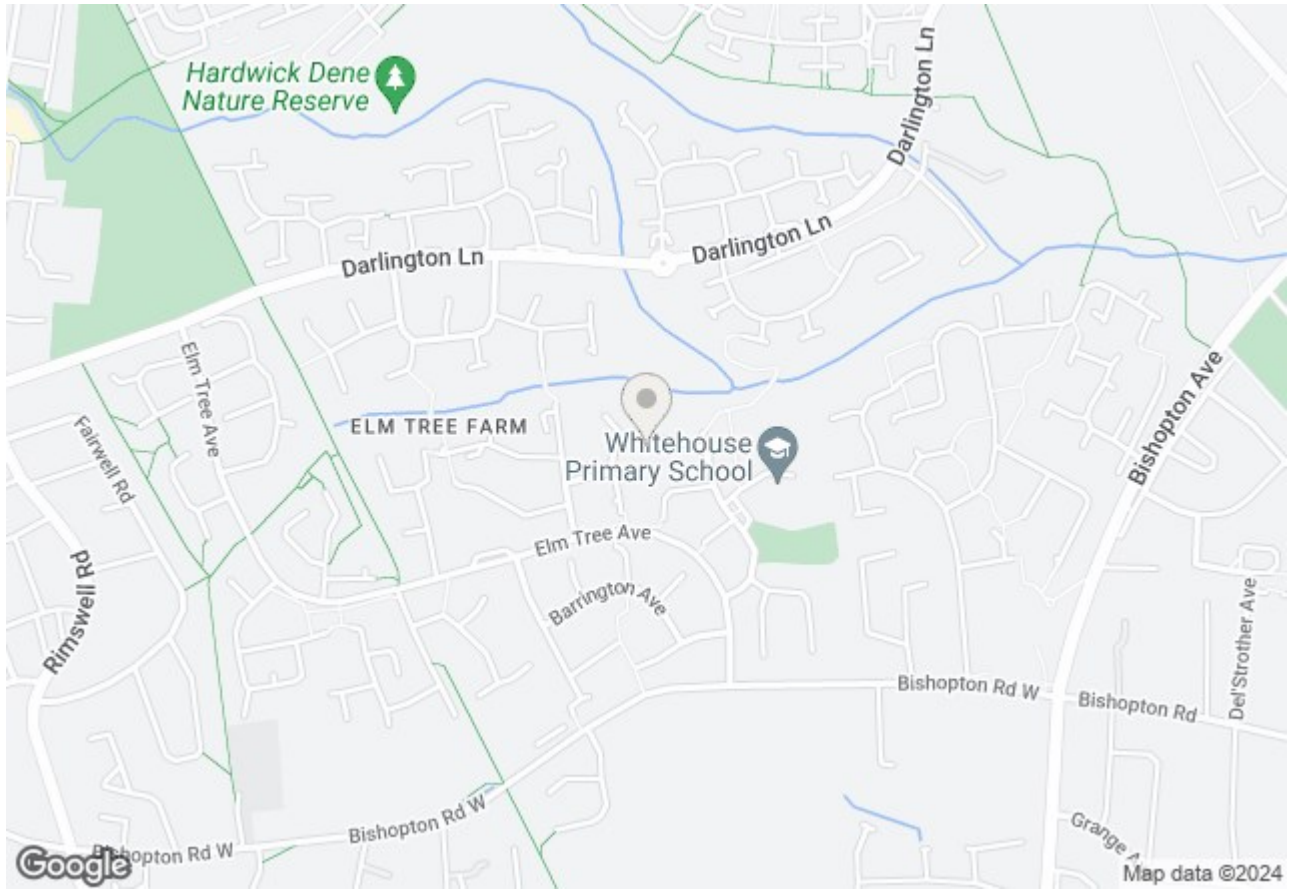 Hardwick Dene
Nature Reserve
Darlington Ln
Darlington Ln
Darlington Ln
Elm Tree Ave
ELM TREE FARM
Fairwell Rd
Whitehouse
Primary School
Bishopton Ave
Elm Tree Ave
Barrington Ave
Rimswell Rd
Del'Strother Ave
Bishopton Rd W
Bishopton Rd
Bishopton Rd W
Bishopton Rd W
Grange A
Google
Map data ©2024